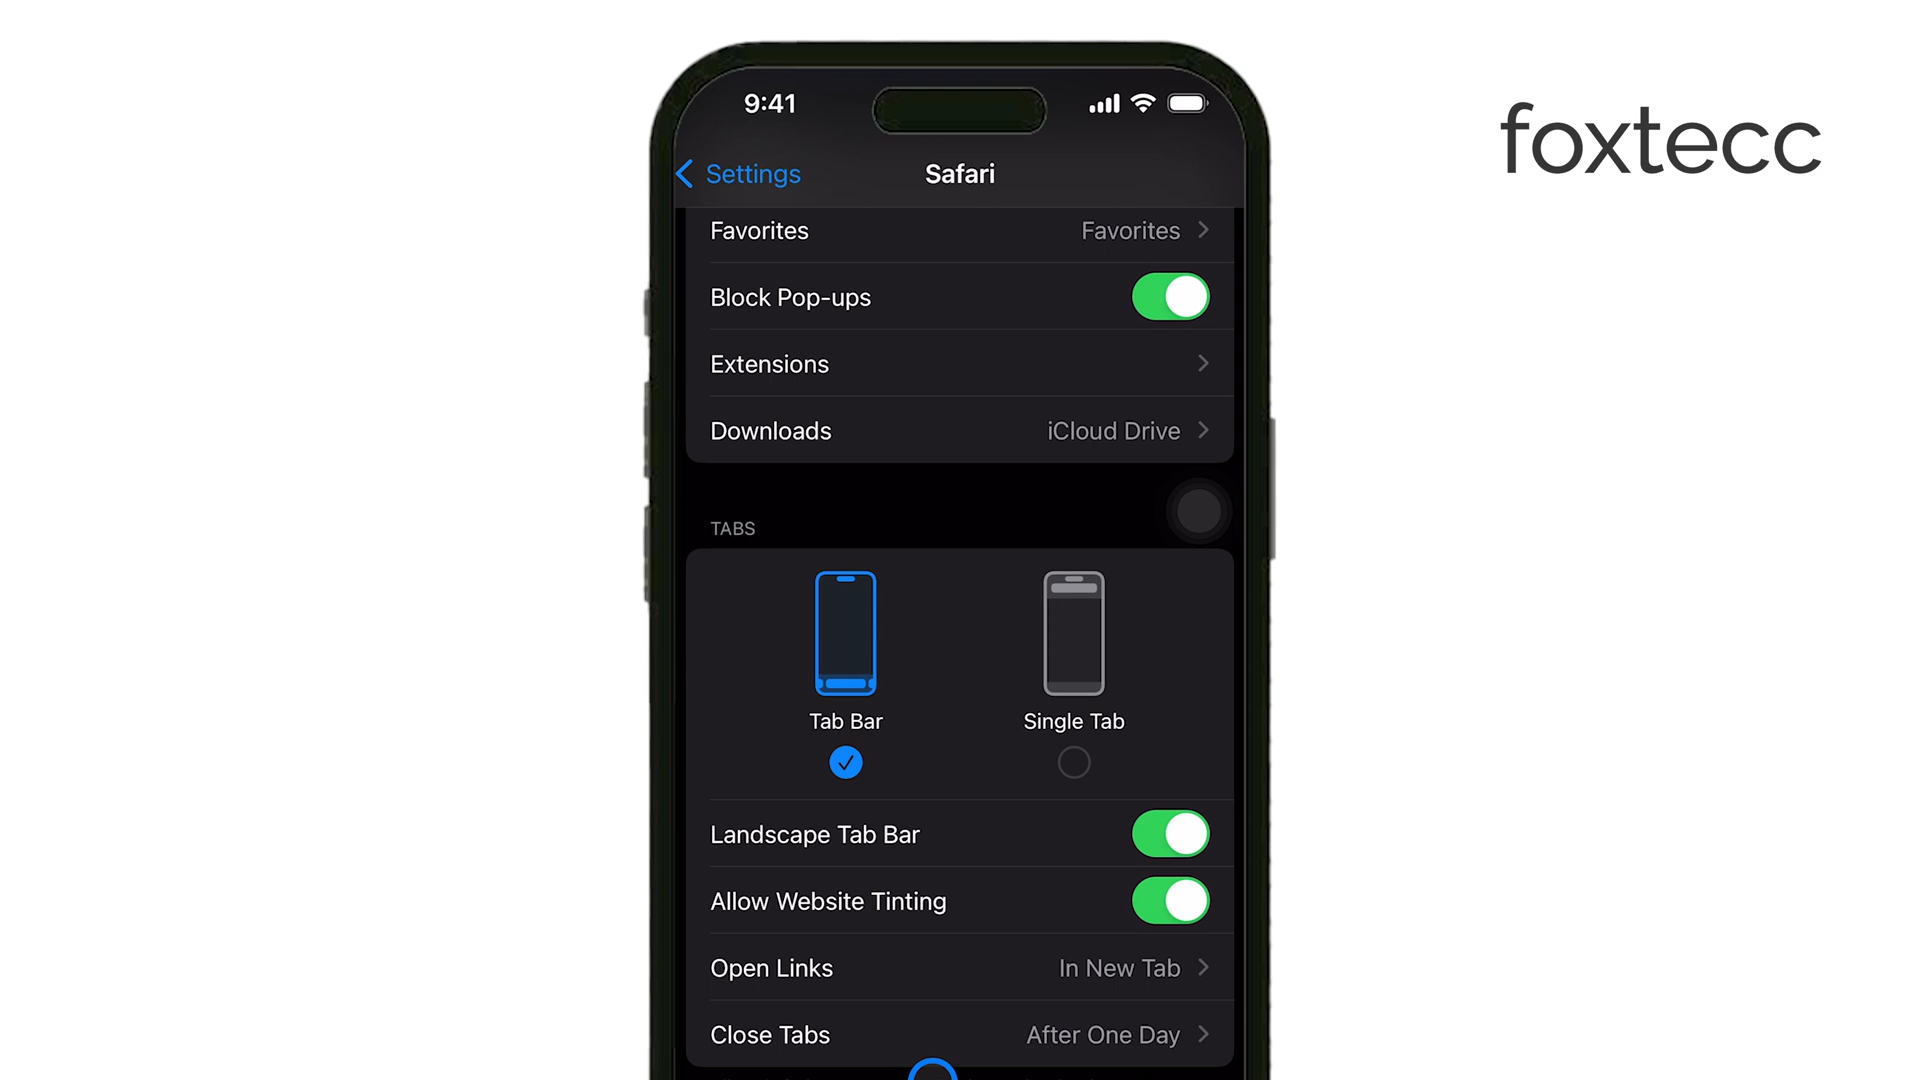 9:41
foxtecc
Settings
Safari
Favorites Favorites
Block Pop-ups
Extensions
Downloads iCloud Drive
TABS
Tab Bar Single Tab
Landscape Tab Bar
Allow Website Tinting
Open Links In New Tab
Close Tabs After One Day